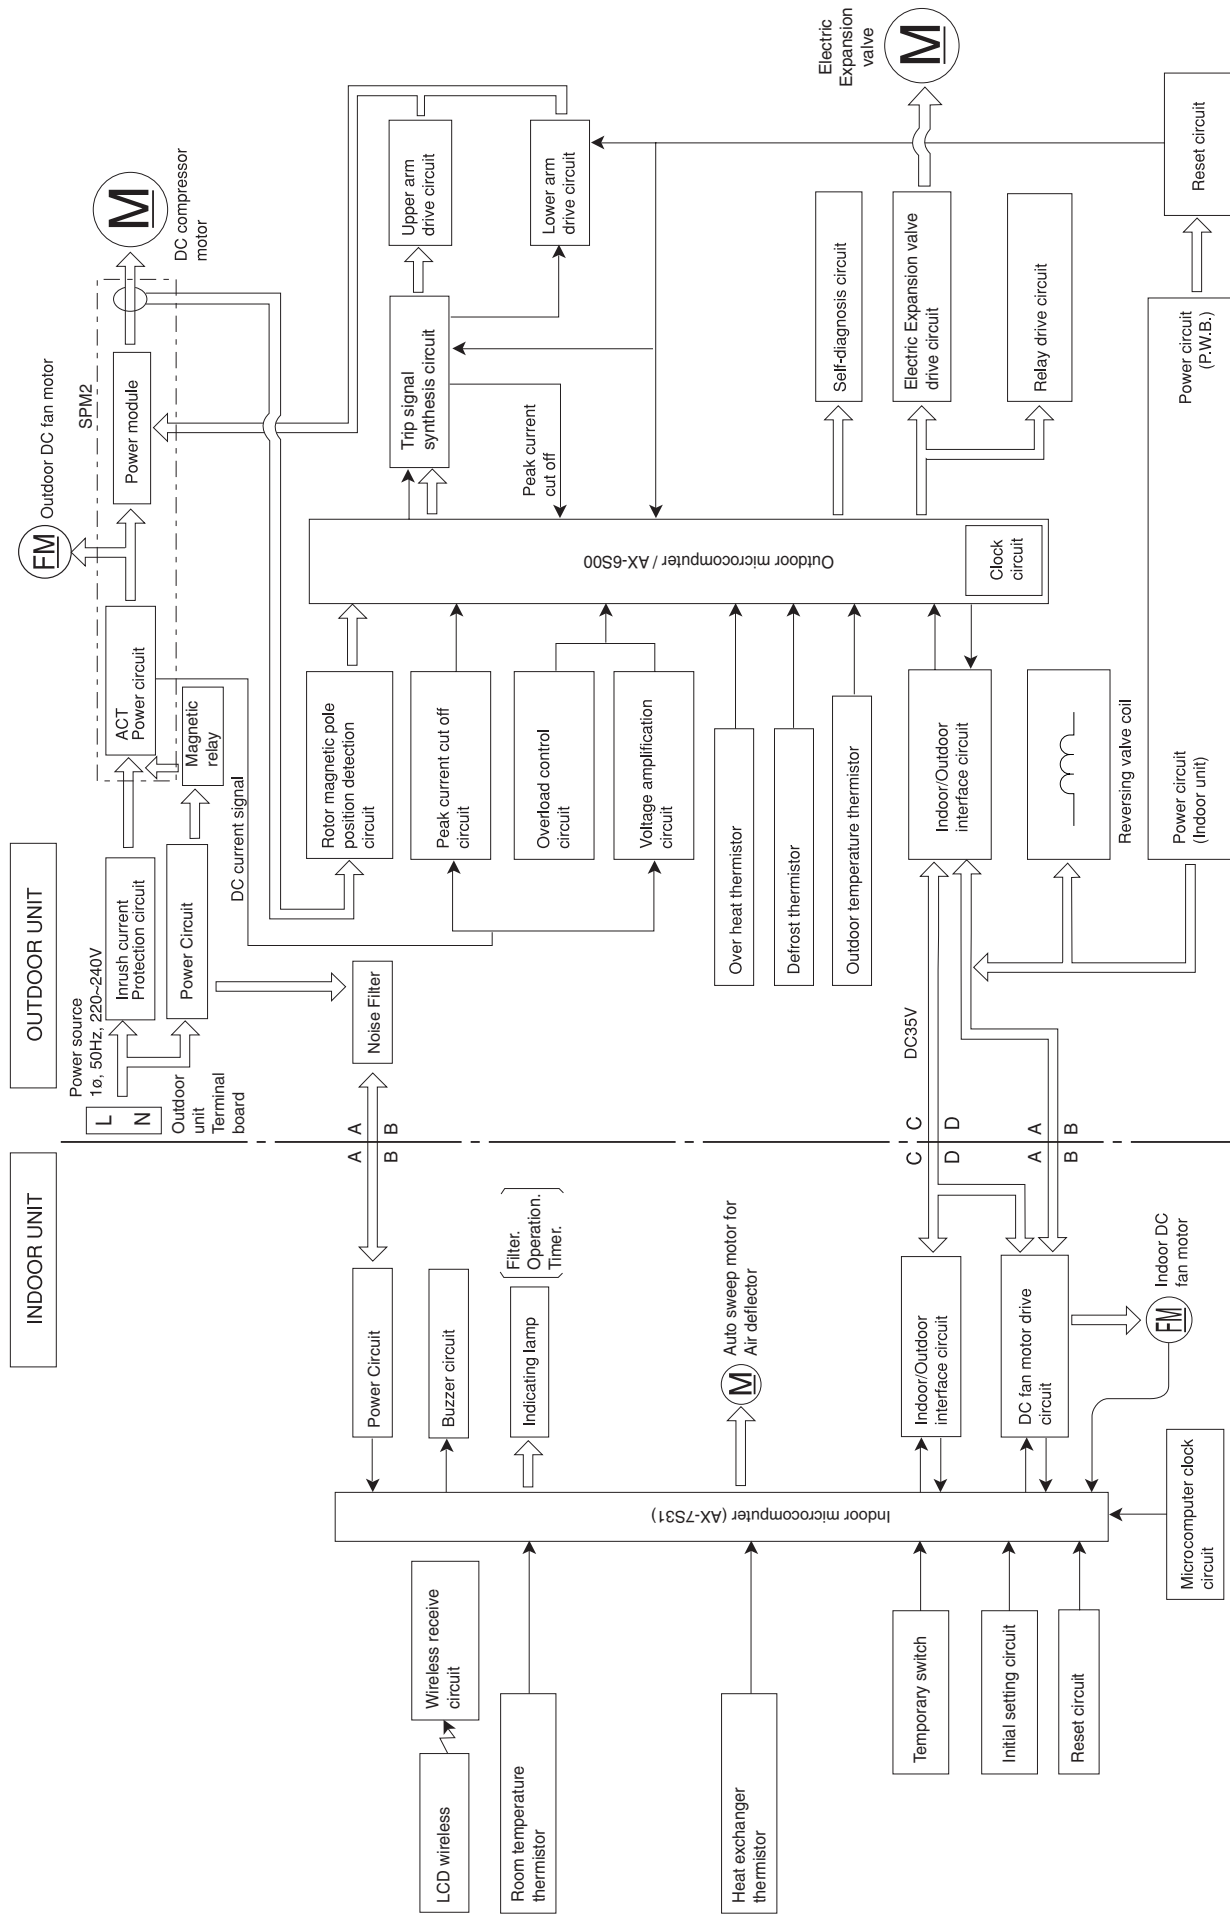 INDOOR UNIT
OUTDOOR UNIT
LCD wireless
Wireless receive
circuit
Room temperature
thermistor
Heat exchanger
thermistor
Temporary switch
Initial setting circuit
Reset circuit
Microcomputer clock
circuit
Indoor microcomputer (AX-7S31)
Power Circuit
Buzzer circuit
Indicating lamp
Filter.
Operation.
Timer.
M
Auto sweep motor for
Air deflector
Indoor/Outdoor
interface circuit
DC fan motor drive
circuit
FM
Indoor DC
fan motor
A A
B B
C C
D D
A A
B B
DC35V
L
N
Outdoor
unit
Terminal
board
Power source
1ø, 50Hz, 220~240V
Inrush current
Protection circuit
Power Circuit
Noise Filter
Magnetic
relay
DC current signal
ACT
Power circuit
SPM2
Power module
FM
Outdoor DC fan motor
M
DC compressor
motor
Rotor magnetic pole
position detection
circuit
Peak current cut off
circuit
Overload control
circuit
Voltage amplification
circuit
Over heat thermistor
Defrost thermistor
Outdoor temperature thermistor
Indoor/Outdoor
interface circuit
Reversing valve coil
Power circuit
(Indoor unit)
Power circuit
(P.W.B.)
Outdoor microcomputer / AX-6S00
Clock
circuit
Trip signal
synthesis circuit
Peak current
cut off
Upper arm
drive circuit
Lower arm
drive circuit
Self-diagnosis circuit
Electric Expansion valve
drive circuit
Relay drive circuit
Electric
Expansion
valve
M
Reset circuit